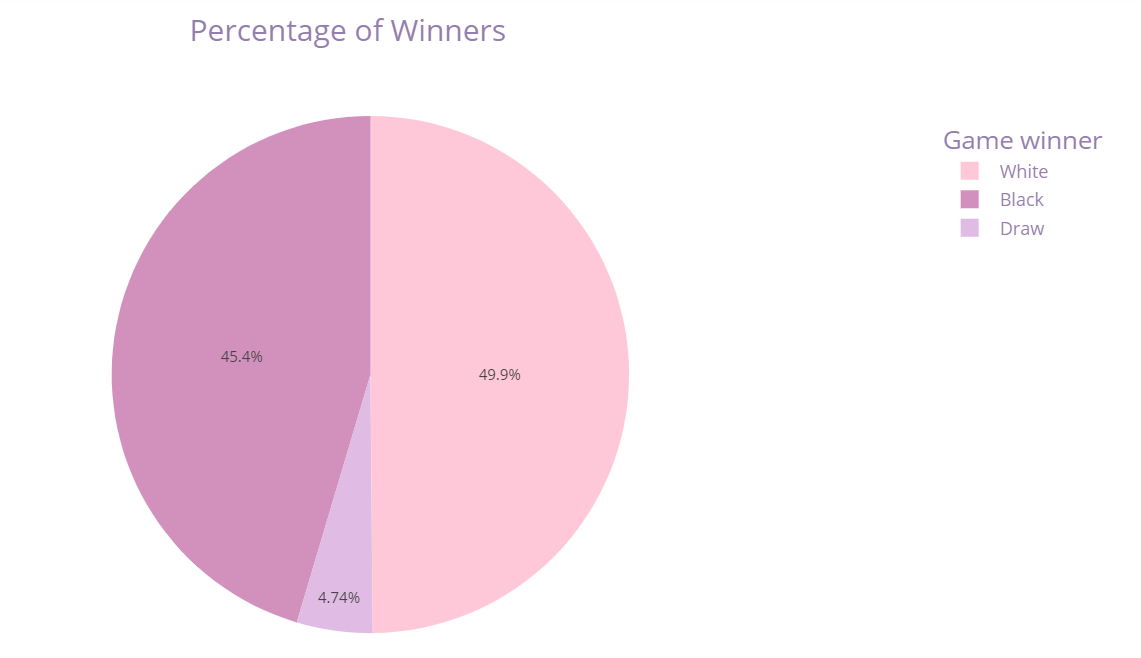 Percentage of Winners
Game winner
White
Black
Draw
45.4%
49.9%
4.74%